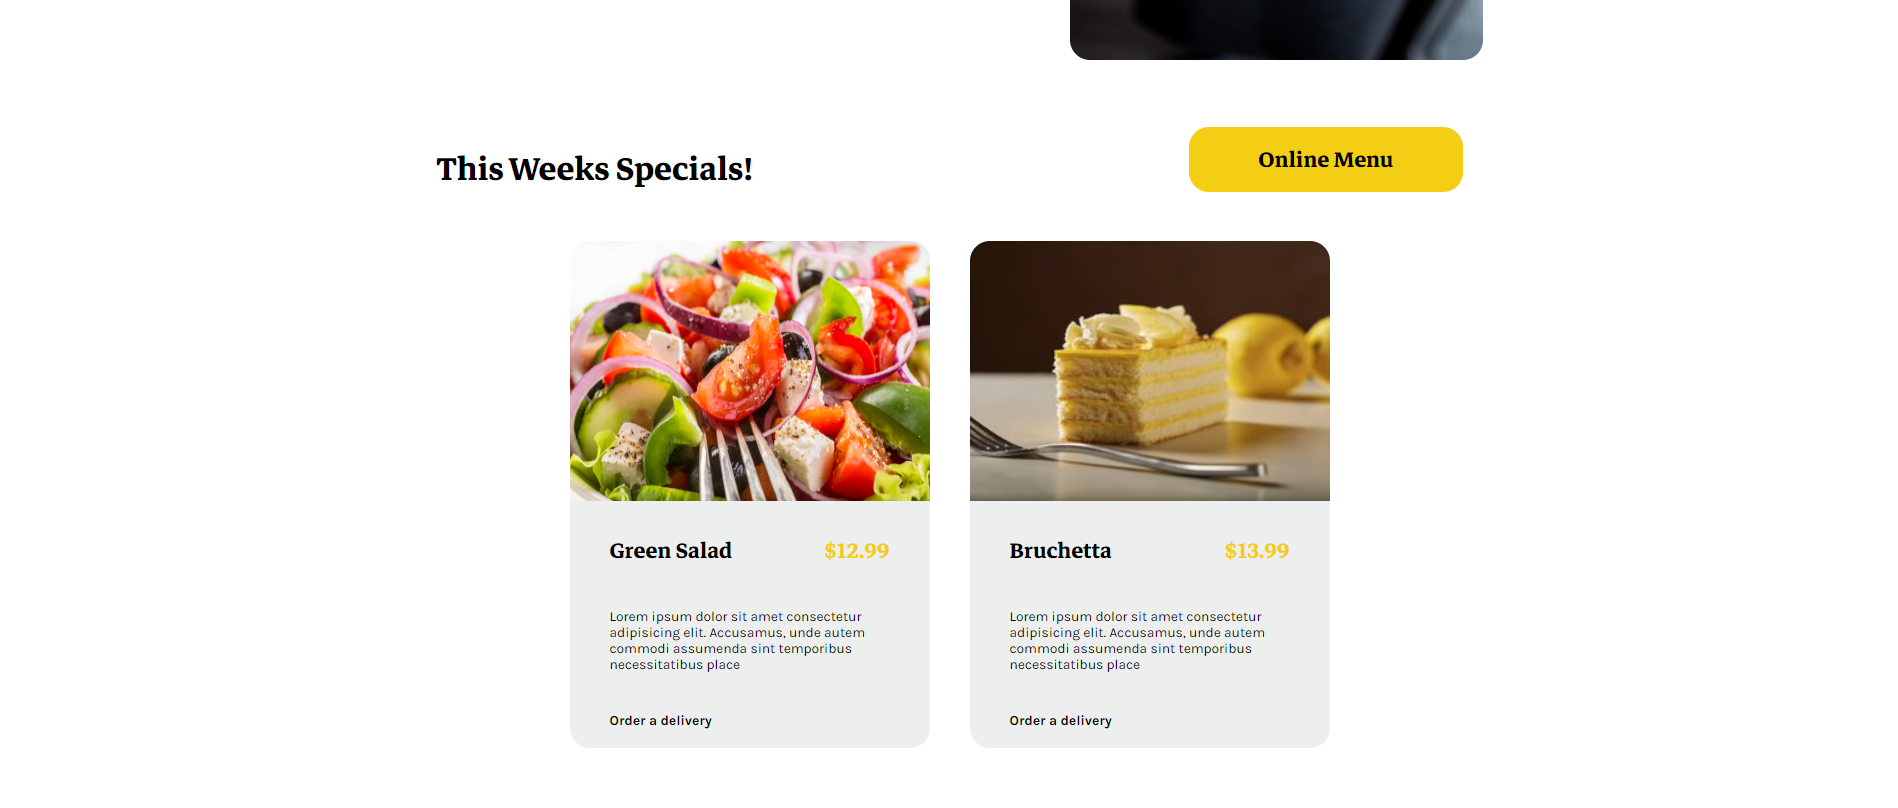 This Weeks Specials!
Online Menu
Green Salad $12.99
Lorem ipsum dolor sit amet consectetur
adipisicing elit. Accusamus, unde autem
commodi assumenda sint temporibus
necessitatibus place
Order a delivery
Bruchetta $13.99
Lorem ipsum dolor sit amet consectetur
adipisicing elit. Accusamus, unde autem
commodi assumenda sint temporibus
necessitatibus place
Order a delivery